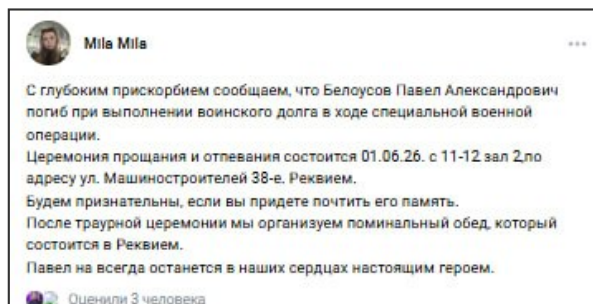 Mila Mila
С глубоким прискорбием сообщаем, что Белоусов Павел Александрович
погиб при выполнении воинского долга в ходе специальной военной
операции.
Церемония прощания и отпевания состоится 01.06.26. с 11-12 зал 2,по
адресу ул. Машиностроителей 38-е. Реквием.
Будем признательны, если вы придете почтить его память.
После траурной церемонии мы организуем поминальный обед, который
состоится в Реквием.
Павел на всегда останется в наших сердцах настоящим героем.
Оценили 3 человека